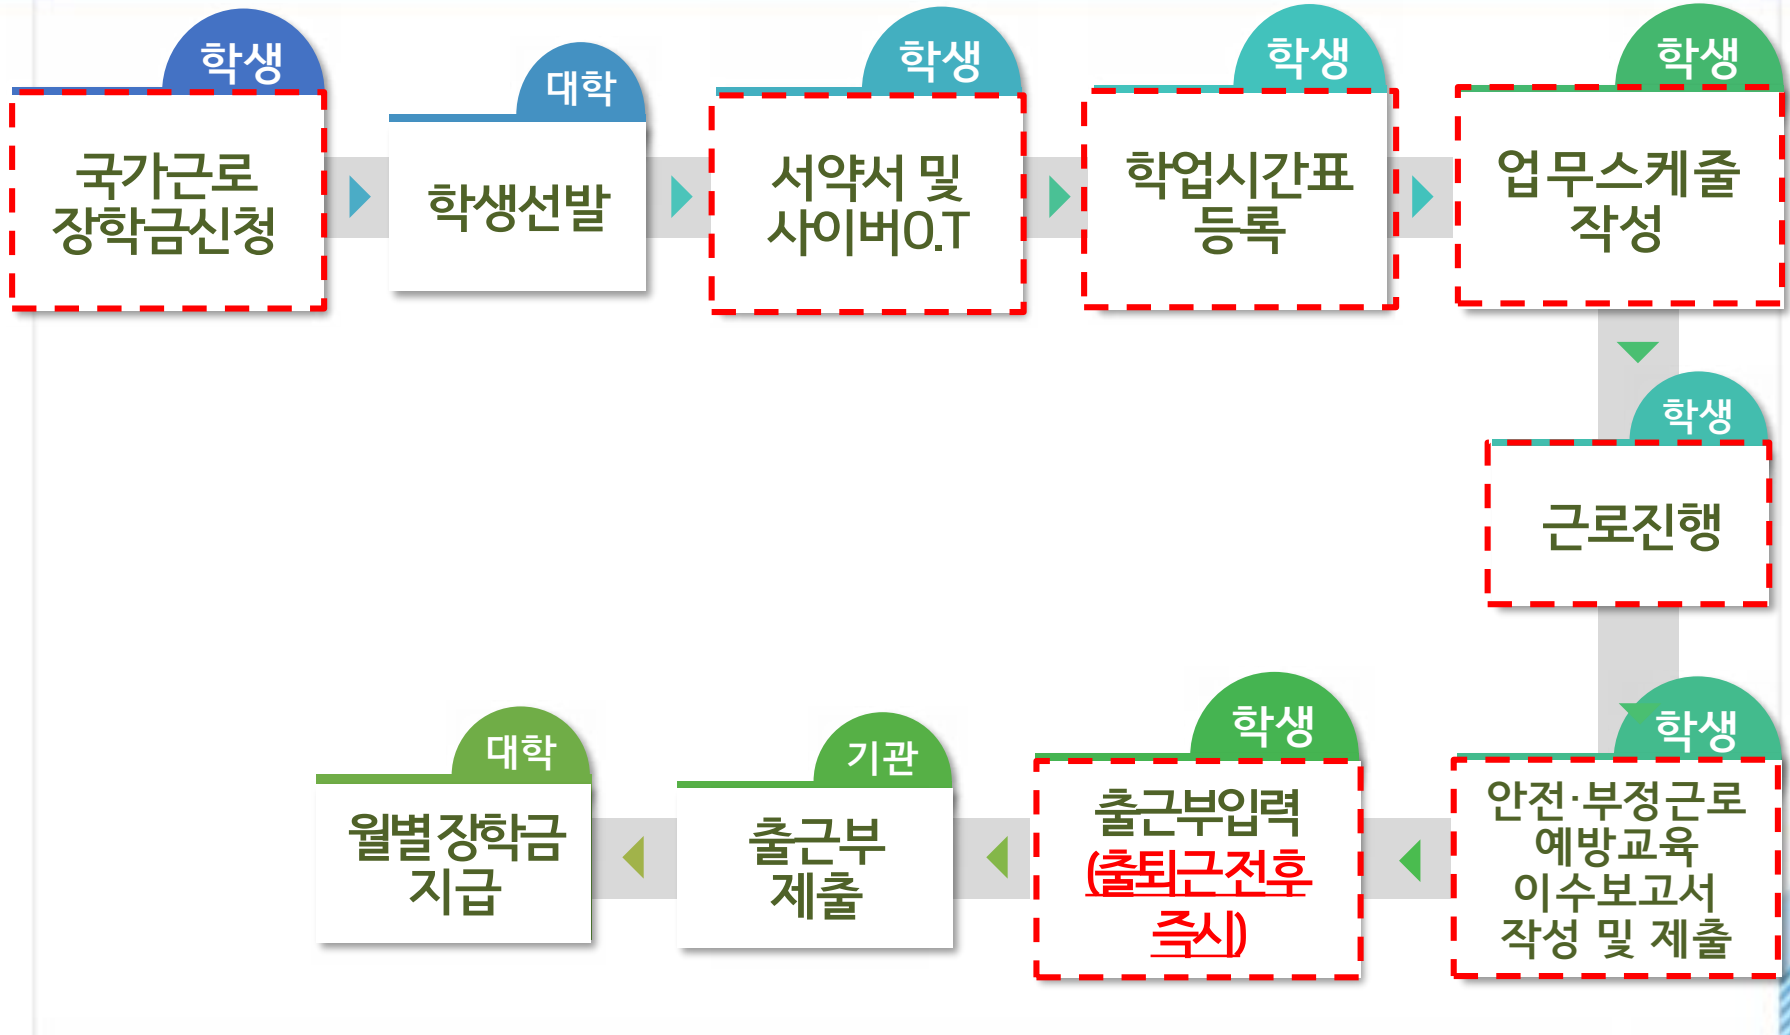 학생
국가근로
장학금신청
대학
학생선발
학생
서약서 및
사이버O.T
학생
학업시간표
등록
학생
업무스케줄
작성
학생
근로진행
학생
안전·부정근로
예방교육
이수보고서
작성 및 제출
학생
출근부입력
(출퇴근전후
즉시)
기관
출근부
제출
대학
월별 장학금
지급